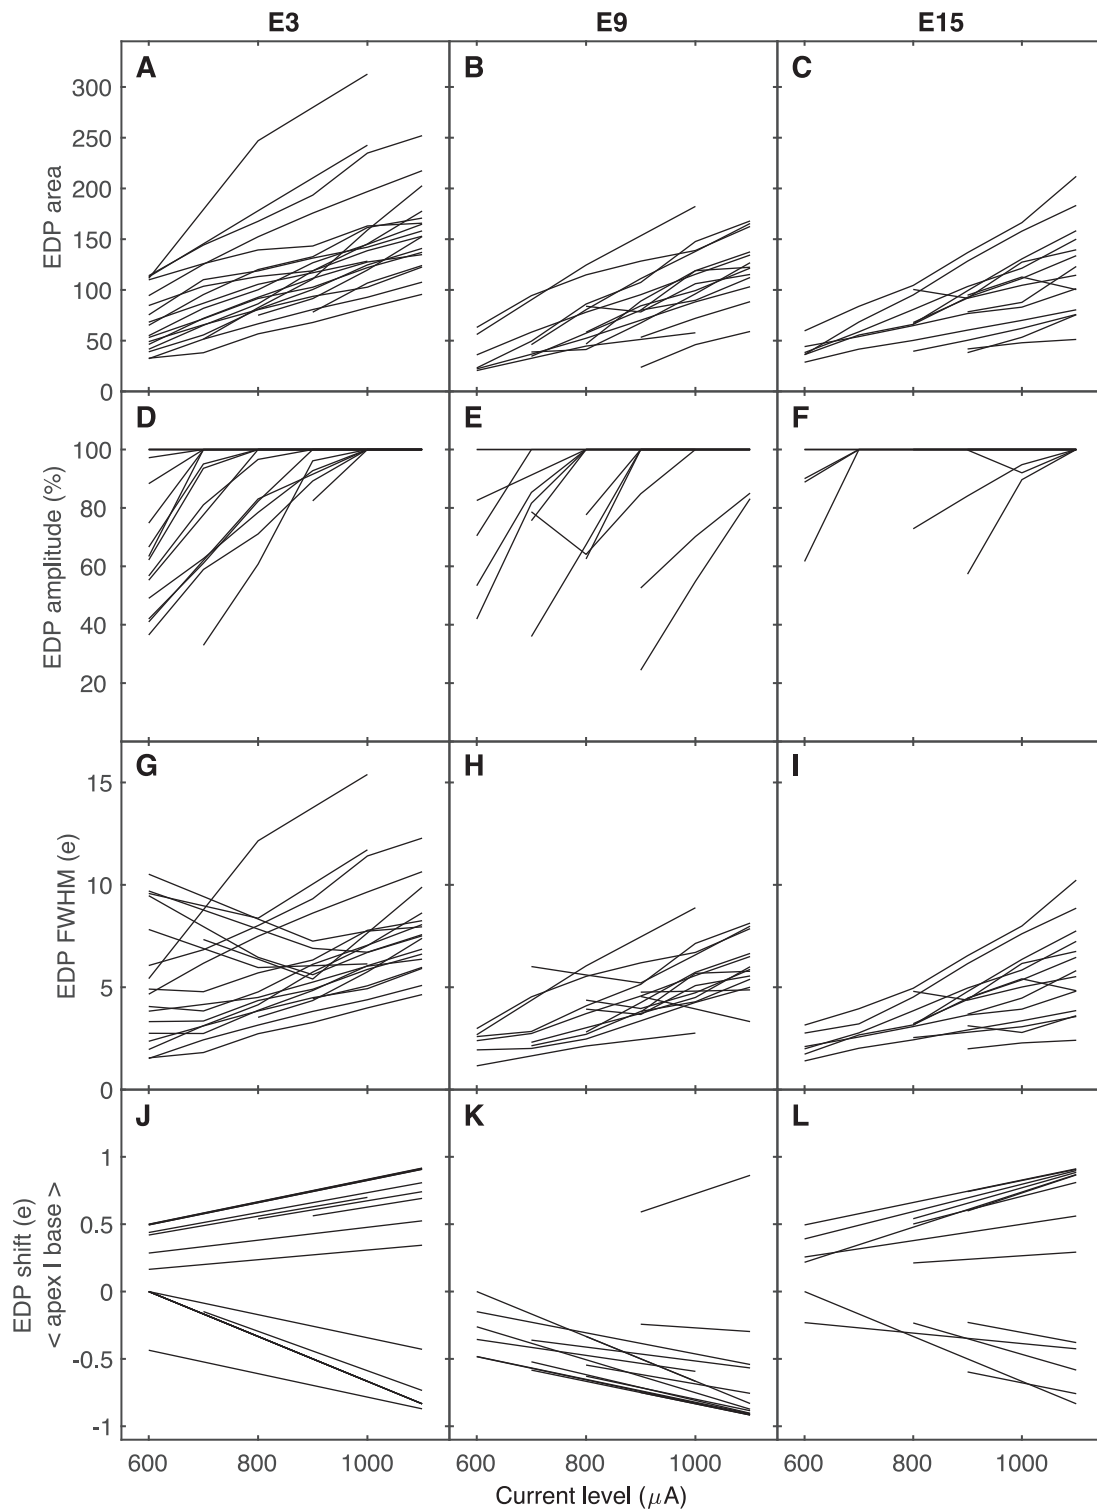 E3 E9 E15
A B C
300
250
200
150
100
50
0
EDP area
D E F
100
80
60
40
20
EDP amplitude (%)
G H I
15
10
5
0
EDP FWHM (e)
J K L
1
0.5
0
-0.5
-1
EDP shift (e)
< apex I base >
600 800 1000 600 800 1000 600 800 1000
Current level (μA)